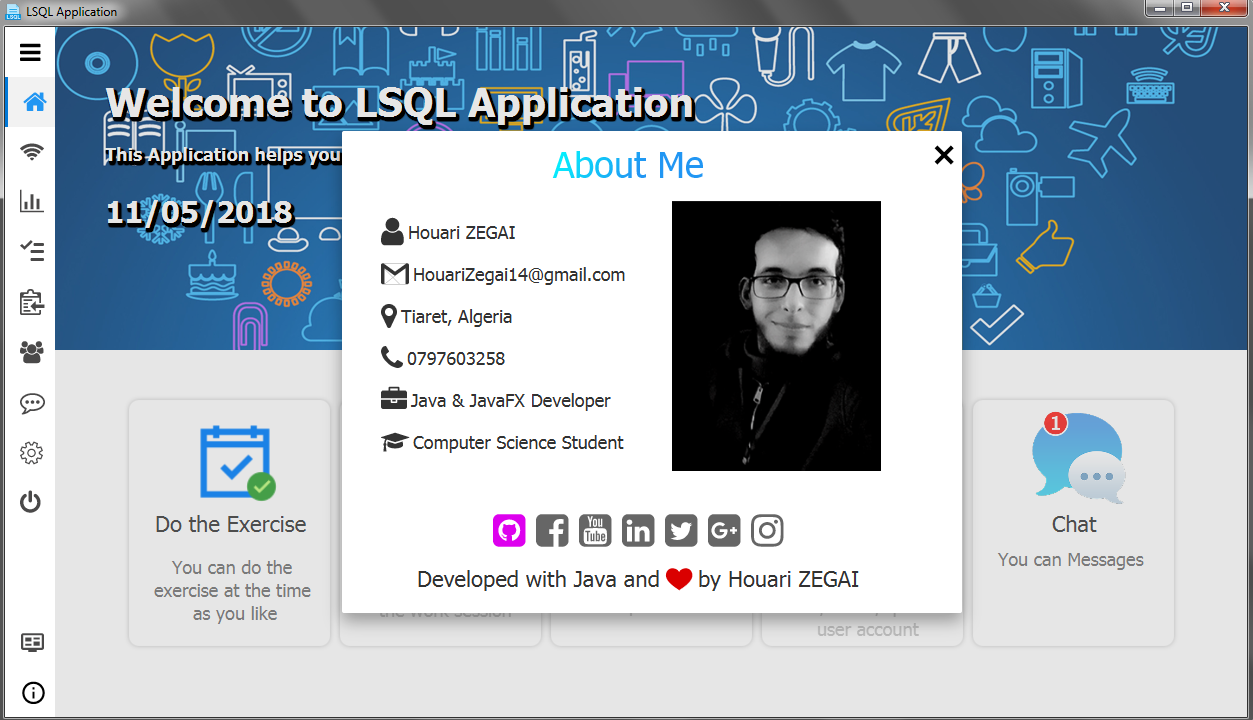 LSQL Application
Welcome to LSQL Application
This Application helps you
11/05/2018
About Me
Houari ZEGAI
HouariZegai14@gmail.com
Tiaret, Algeria
0797603258
Java & JavaFX Developer
Computer Science Student
You
Tube
in
G+
Developed with Java and by Houari ZEGAI
Do the Exercise
You can do the
exercise at the time
as you like
the work session
user account
1
Chat
You can Messages